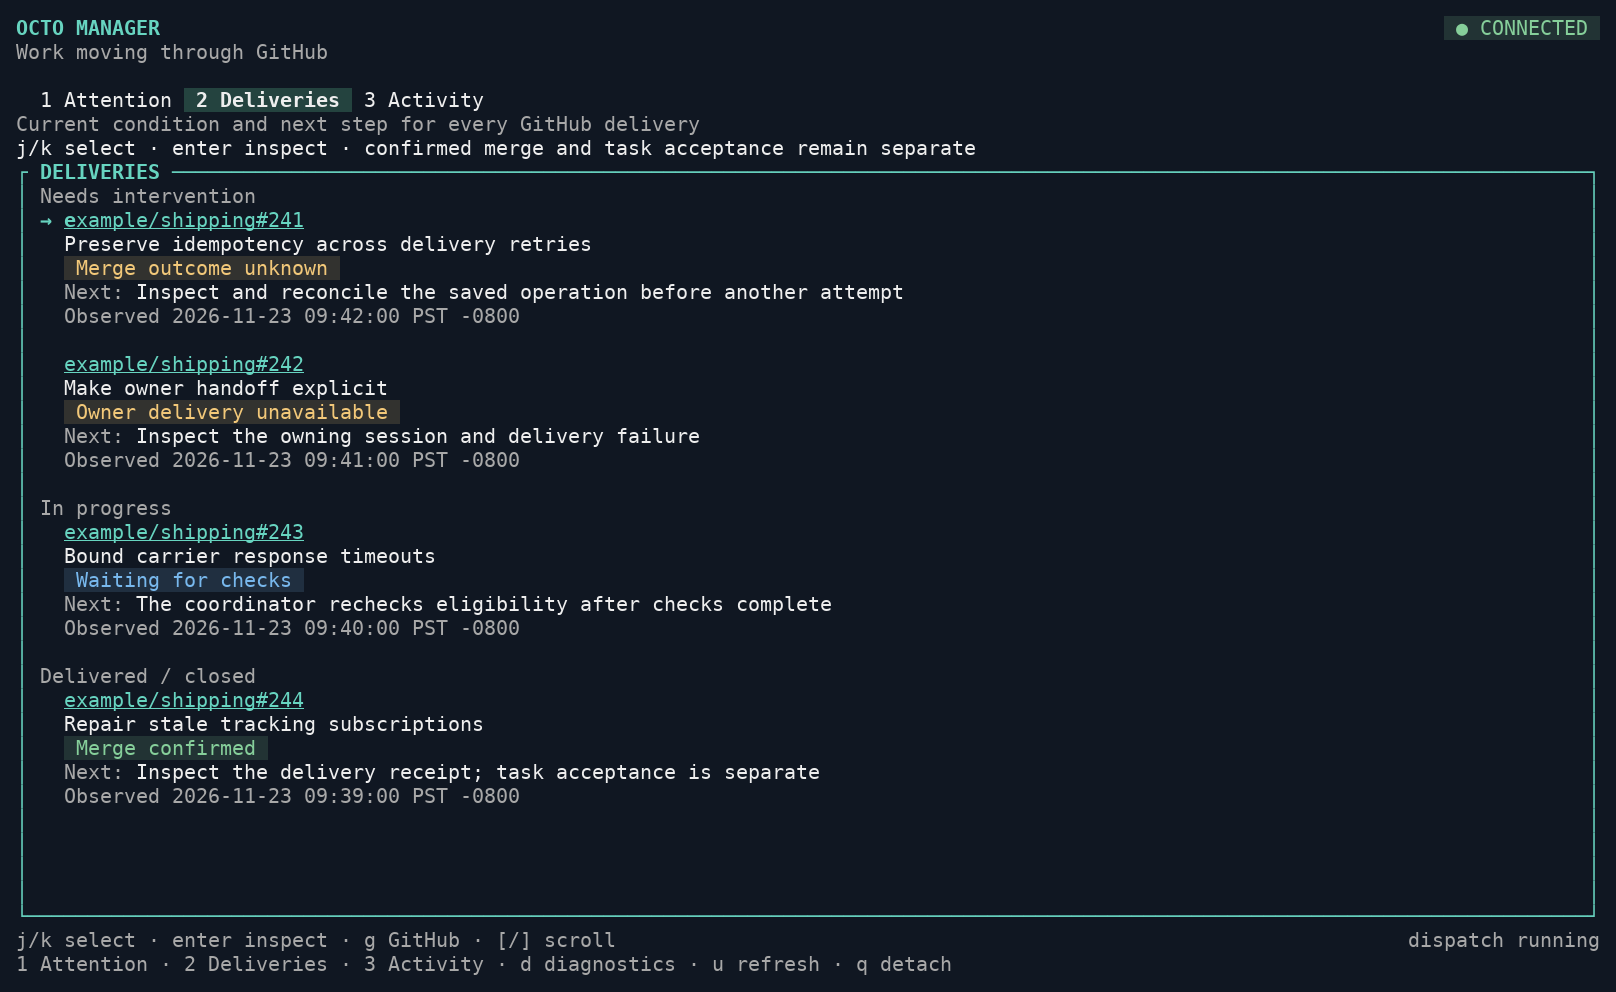 OCTO MANAGER
● CONNECTED
Work moving through GitHub
1 Attention 2 Deliveries 3 Activity
Current condition and next step for every GitHub delivery
j/k select · enter inspect · confirmed merge and task acceptance remain separate
DELIVERIES
Needs intervention
→ example/shipping#241
Preserve idempotency across delivery retries
Merge outcome unknown
Next: Inspect and reconcile the saved operation before another attempt
Observed 2026-11-23 09:42:00 PST -0800
example/shipping#242
Make owner handoff explicit
Owner delivery unavailable
Next: Inspect the owning session and delivery failure
Observed 2026-11-23 09:41:00 PST -0800
In progress
example/shipping#243
Bound carrier response timeouts
Waiting for checks
Next: The coordinator rechecks eligibility after checks complete
Observed 2026-11-23 09:40:00 PST -0800
Delivered / closed
example/shipping#244
Repair stale tracking subscriptions
Merge confirmed
Next: Inspect the delivery receipt; task acceptance is separate
Observed 2026-11-23 09:39:00 PST -0800
j/k select · enter inspect · g GitHub · [/] scroll
dispatch running
1 Attention · 2 Deliveries · 3 Activity · d diagnostics · u refresh · q detach